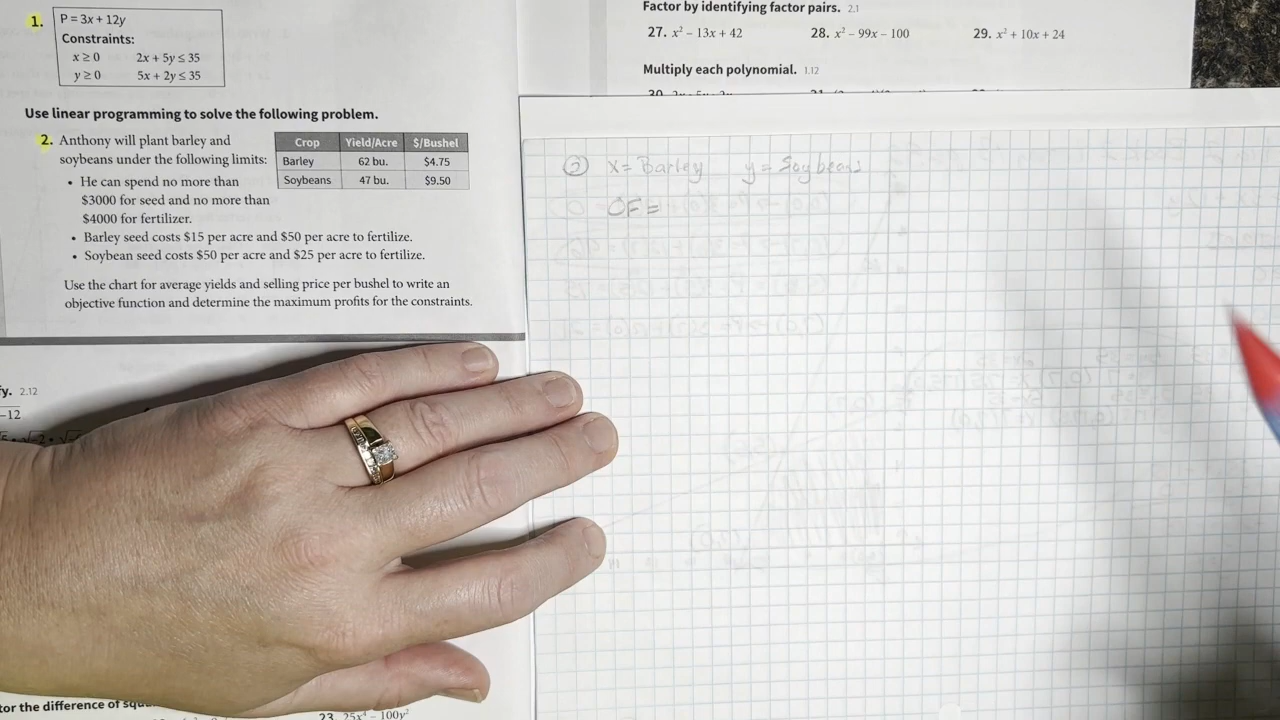 1.
P = 3x + 12y
Constraints:
x ≥ 0 2x + 5y ≤ 35
y ≥ 0 5x + 2y ≤ 35
Use linear programming to solve the following problem.
2. Anthony will plant barley and
soybeans under the following limits:
• He can spend no more than
$3000 for seed and no more than
$4000 for fertilizer.
Crop Yield/Acre $/Bushel
Barley 62 bu. $4.75
Soybeans 47 bu. $9.50
• Barley seed costs $15 per acre and $50 per acre to fertilize.
• Soybean seed costs $50 per acre and $25 per acre to fertilize.
Use the chart for average yields and selling price per bushel to write an
objective function and determine the maximum profits for the constraints.
2.12
-12
23. 25x⁴ – 100y²
Factor by identifying factor pairs. 2.1
27. x² – 13x + 42 28. x² – 99x – 100 29. x² + 10x + 24
Multiply each polynomial. 1.12
② x = Barley y = Soybeans
OF =